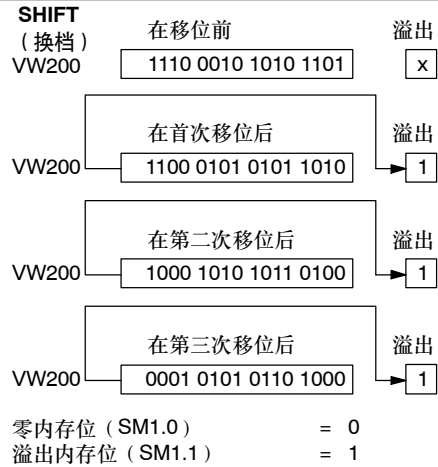 SHIFT
（换档）
在移位前 溢出
VW200 1110 0010 1010 1101 x
在首次移位后 溢出
VW200 1100 0101 0101 1010 1
在第二次移位后 溢出
VW200 1000 1010 1011 0100 1
在第三次移位后 溢出
VW200 0001 0101 0110 1000 1
零内存位（SM1.0） = 0
溢出内存位（SM1.1） = 1